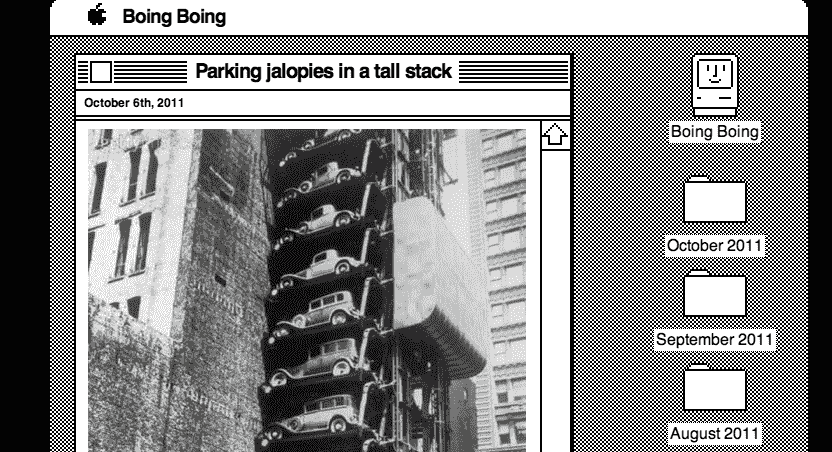 Boing Boing
Parking jalopies in a tall stack
October 6th, 2011
Boing Boing
October 2011
September 2011
August 2011